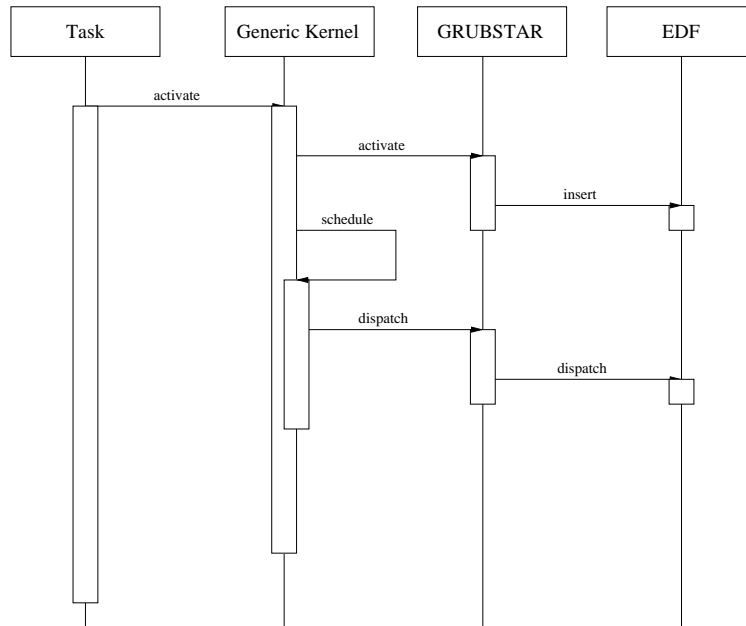 Task
Generic Kernel
GRUBSTAR
EDF
activate
activate
insert
schedule
dispatch
dispatch